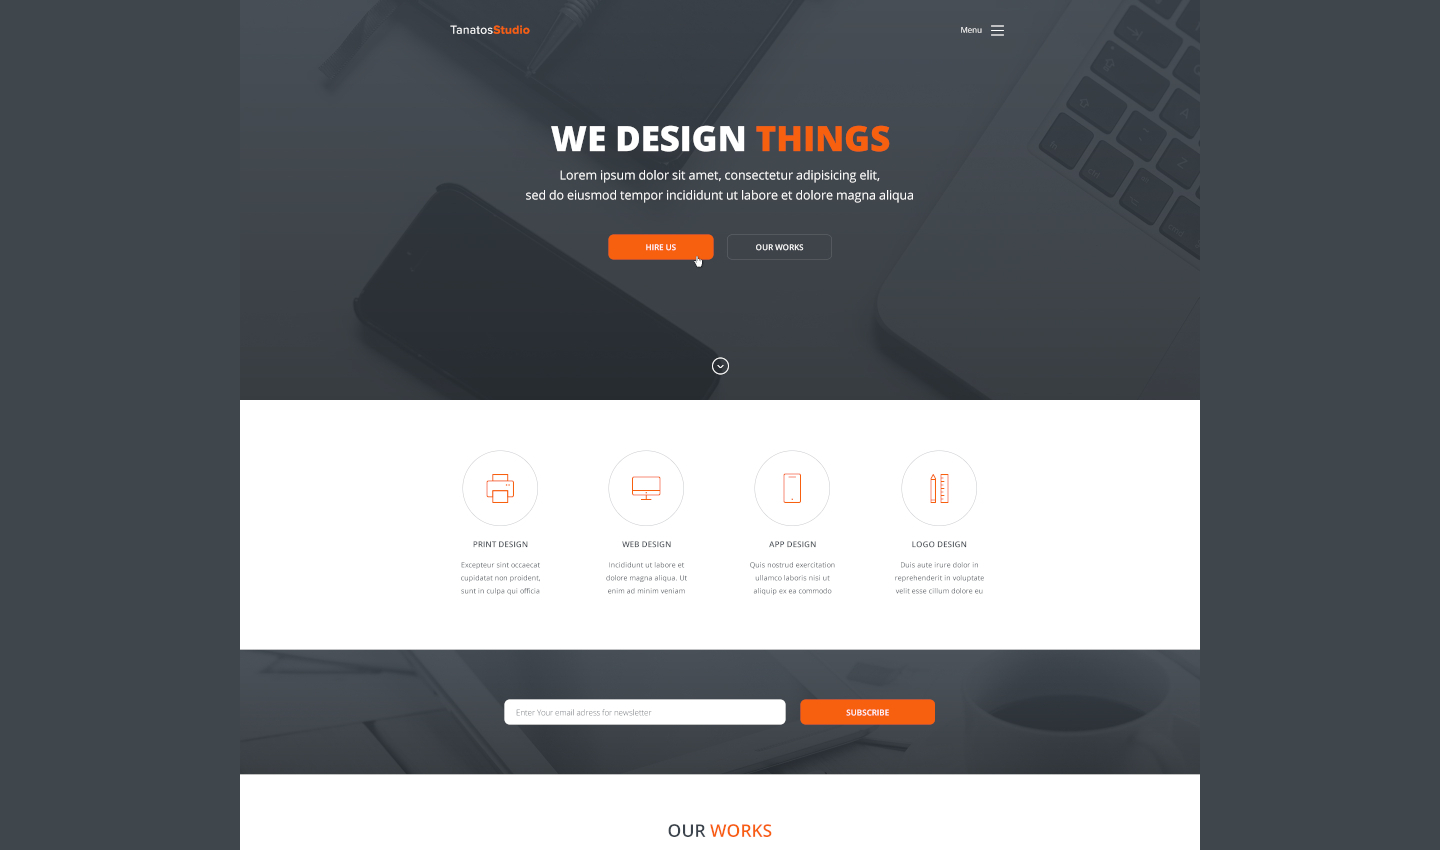 TanatosStudio
Menu
WE DESIGN THINGS
Lorem ipsum dolor sit amet, consectetur adipisicing elit,
sed do eiusmod tempor incididunt ut labore et dolore magna aliqua
HIRE US
OUR WORKS
PRINT DESIGN
Excepteur sint occaecat
cupidatat non proident,
sunt in culpa qui officia
WEB DESIGN
Incididunt ut labore et
dolore magna aliqua. Ut
enim ad minim veniam
APP DESIGN
Quis nostrud exercitation
ullamco laboris nisi ut
aliquip ex ea commodo
LOGO DESIGN
Duis aute irure dolor in
reprehenderit in voluptate
velit esse cillum dolore eu
Enter Your email adress for newsletter
SUBSCRIBE
OUR WORKS